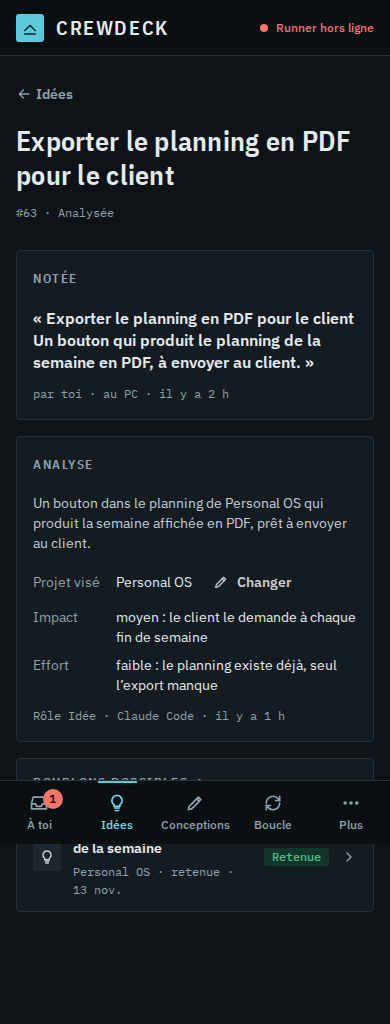 CREWDECK
Runner hors ligne
← Idées
Exporter le planning en PDF
pour le client
#63 · Analysée
NOTÉE
« Exporter le planning en PDF pour le client
Un bouton qui produit le planning de la
semaine en PDF, à envoyer au client. »
par toi · au PC · il y a 2 h
ANALYSE
Un bouton dans le planning de Personal OS qui
produit la semaine affichée en PDF, prêt à envoyer
au client.
Projet visé Personal OS Changer
Impact moyen : le client le demande à chaque
fin de semaine
Effort faible : le planning existe déjà, seul
l’export manque
Rôle Idée · Claude Code · il y a 1 h
1
À toi Idées Conceptions Boucle Plus
de la semaine
Retenue
Personal OS · retenue ·
13 nov.